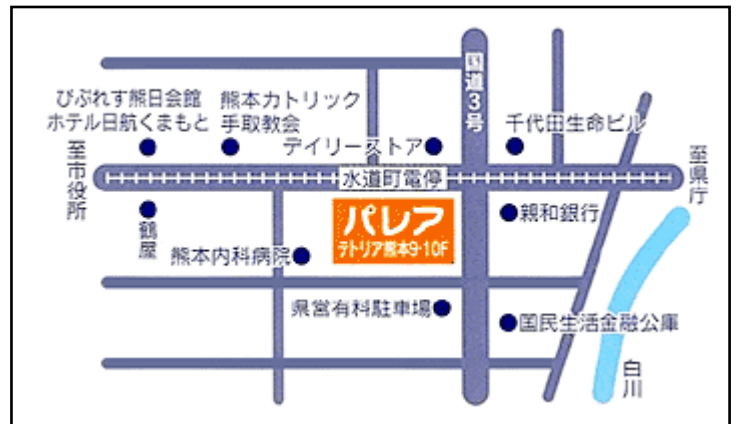 国道3号
びぷれす熊日会館
ホテル日航くまもと
熊本カトリック
手取教会
デイリーストア
千代田生命ビル
至市役所
水道町電停
至県庁
鶴屋
パレア
テトリア熊本9・10F
親和銀行
熊本内科病院
県営有料駐車場
国民生活金融公庫
白川